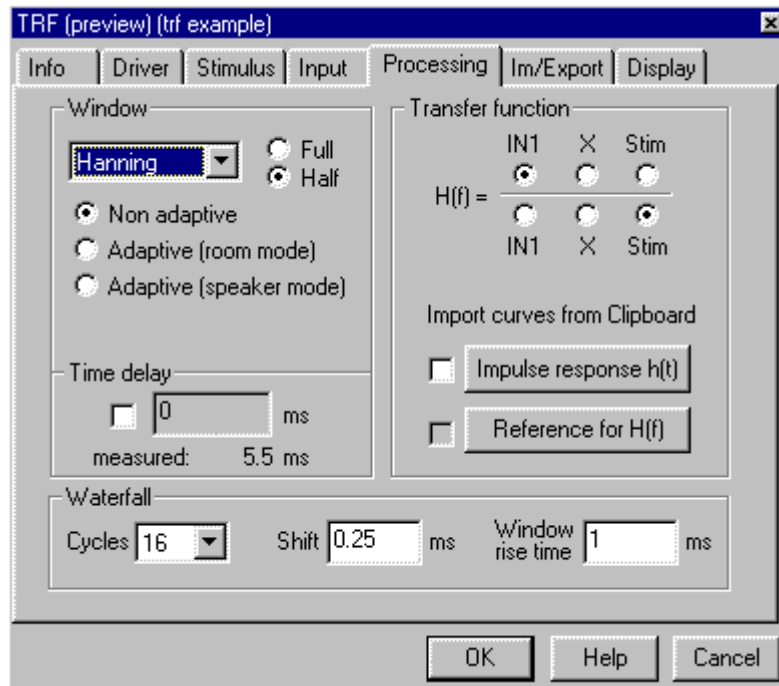 TRF (preview) (trf example)
Info Driver Stimulus Input Processing Im/Export Display
Window
Hanning
Full
Half
Non adaptive
Adaptive (room mode)
Adaptive (speaker mode)
Time delay
0 ms
measured: 5.5 ms
Transfer function
IN1 X Stim
H(f) =
IN1 X Stim
Import curves from Clipboard
Impulse response h(t)
Reference for H(f)
Waterfall
Cycles 16 Shift 0.25 ms Window rise time 1 ms
OK Help Cancel